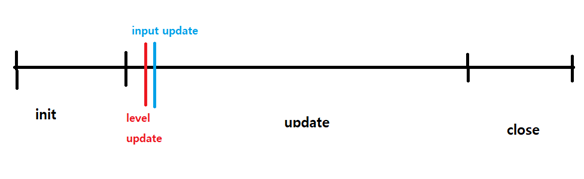 input update
init
level
update
update
close